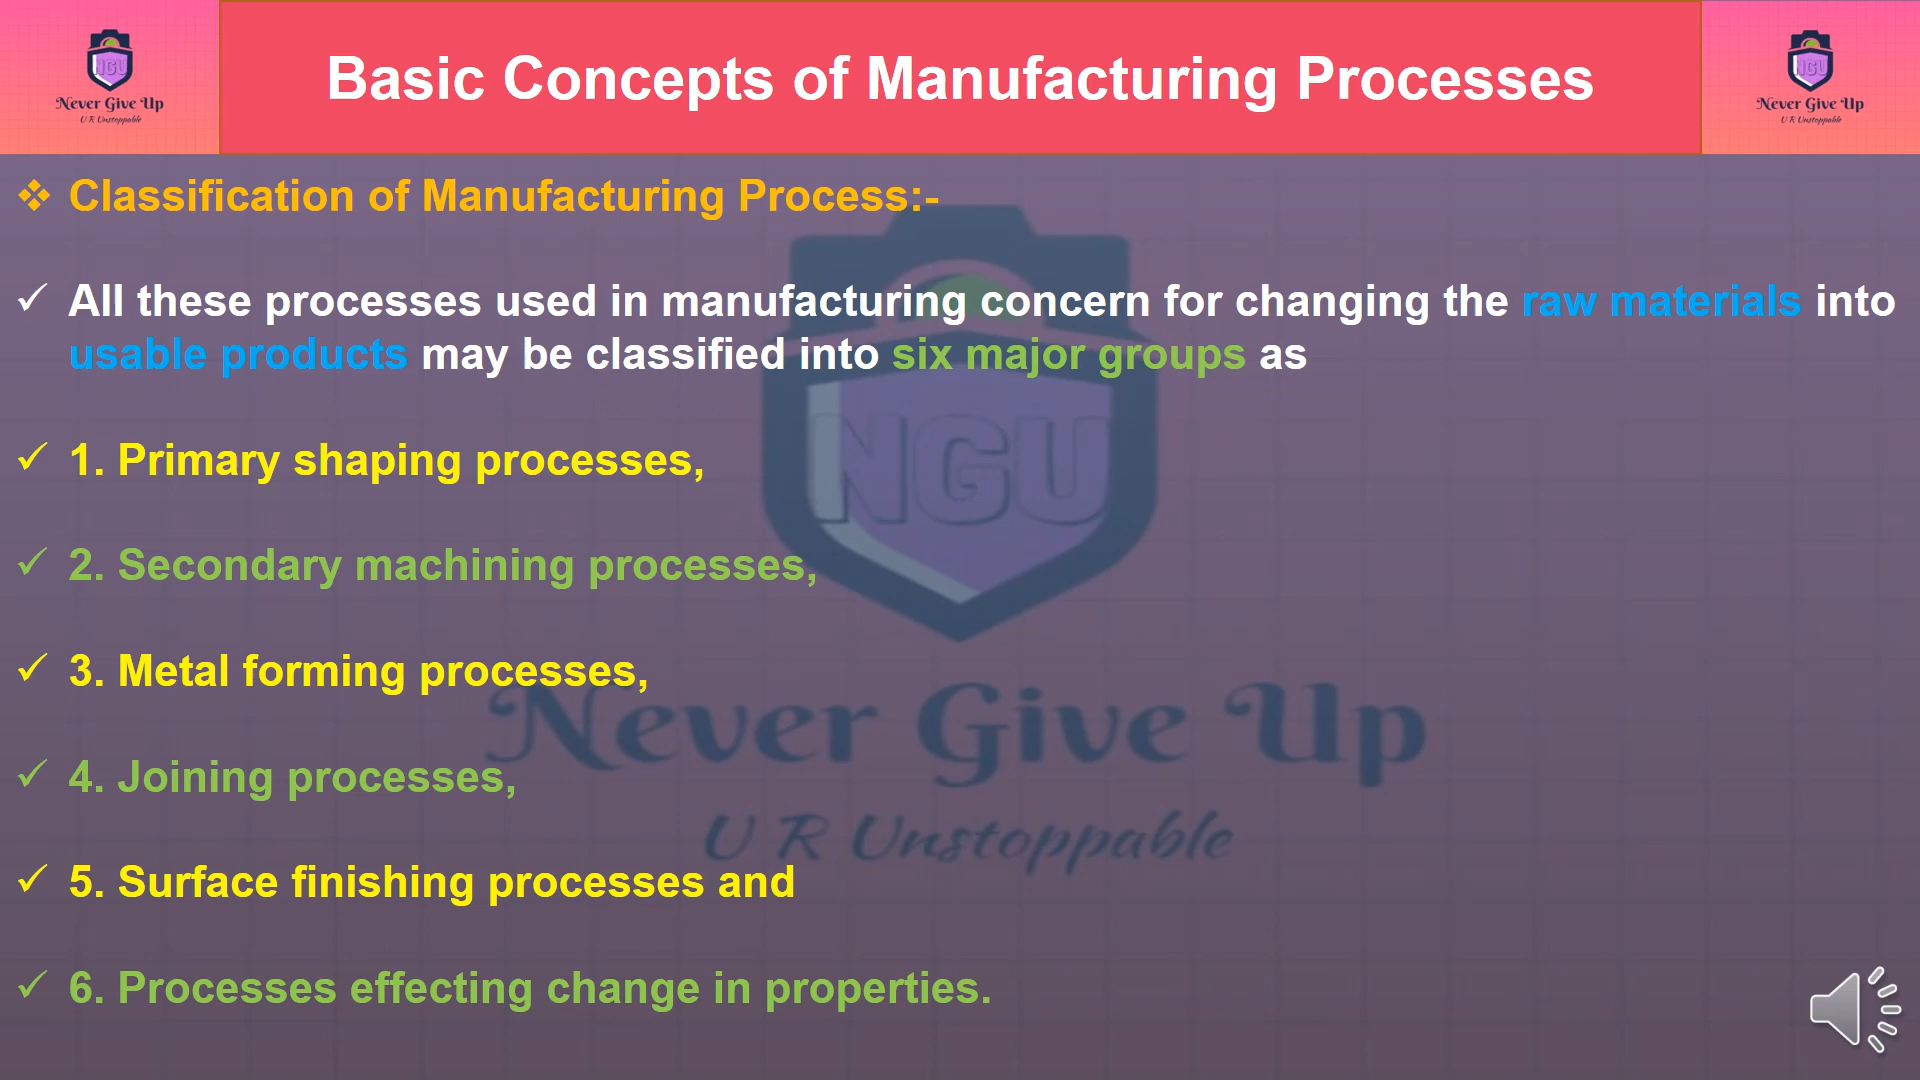 NGU
Never Give Up
U R Unstoppable
Basic Concepts of Manufacturing Processes
NGU
Never Give Up
U R Unstoppable
❖ Classification of Manufacturing Process:-
✓ All these processes used in manufacturing concern for changing the raw materials into
usable products may be classified into six major groups as
✓ 1. Primary shaping processes,
✓ 2. Secondary machining processes,
✓ 3. Metal forming processes,
✓ 4. Joining processes,
✓ 5. Surface finishing processes and
✓ 6. Processes effecting change in properties.
NGU
Never Give Up
U R Unstoppable